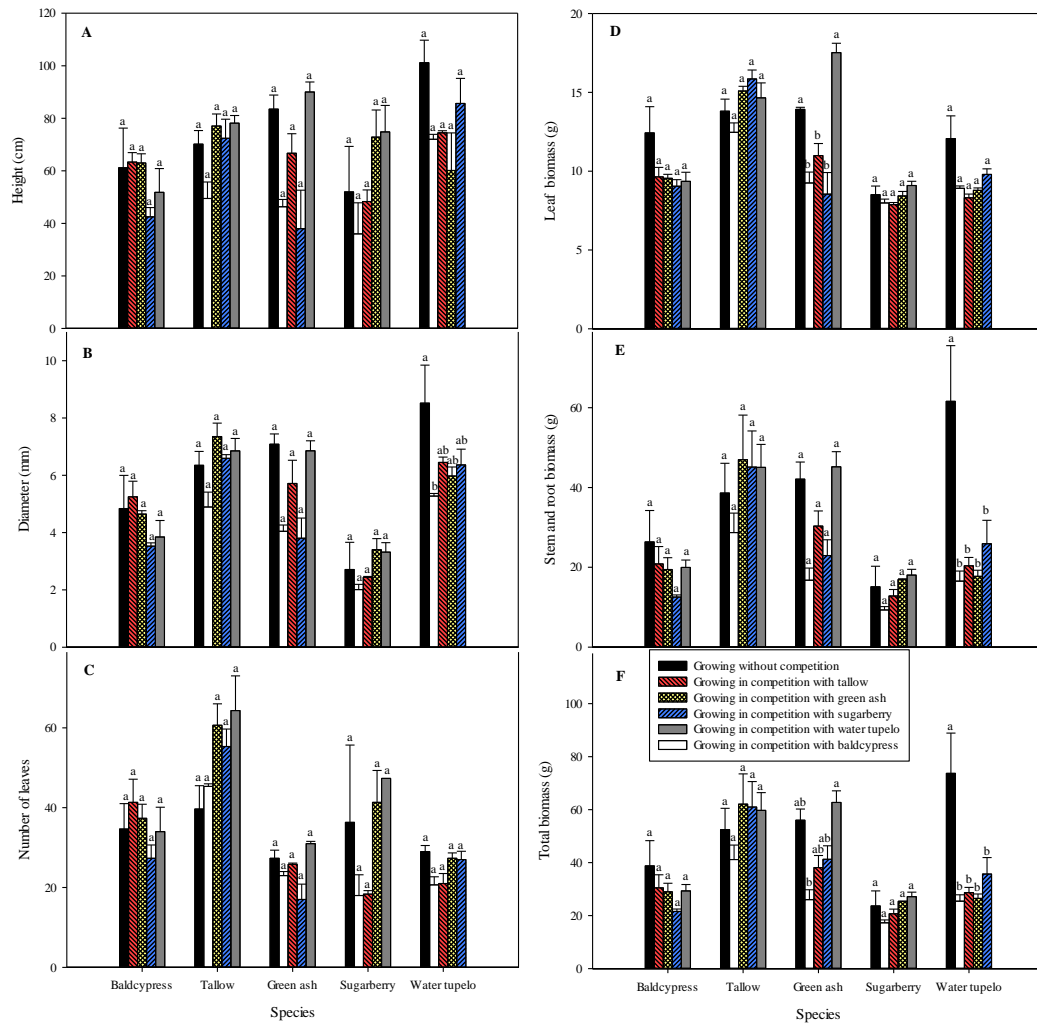 A
Height (cm)
120
100
80
60
40
20
0
a a a a a
a a a a a
a a a a a
a a a a a
a a a a a
B
Diameter (mm)
10
8
6
4
2
0
a a a a a
a a a a a
a a a a a
a a a a a
a b ab ab ab
C
Number of leaves
60
40
20
0
a a a a a
a a a a a
a a a a a
a a a a a
a a a a a
Baldcypress Tallow Green ash Sugarberry Water tupelo
Species
D
Leaf biomass (g)
20
15
10
5
0
a a a a a
a a a a a
a b b b a
a a a a a
a a a a a
E
Stem and root biomass (g)
60
40
20
0
a a a a a
a a a a a
a a a a a
a a a a a
a b b b b
F
Total biomass (g)
100
80
60
40
20
0
Growing without competition
Growing in competition with tallow
Growing in competition with green ash
Growing in competition with sugarberry
Growing in competition with water tupelo
Growing in competition with baldcypress
a a a a a
a a a a a
ab b ab ab a
a a a a a
a b b b b
Baldcypress Tallow Green ash Sugarberry Water tupelo
Species